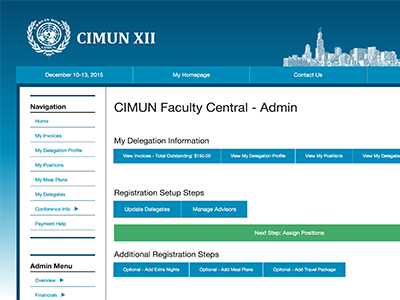 CIMUN XII
December 10-13, 2015
My Homepage
Contact Us
Navigation
Home
My Invoices
My Delegation Profile
My Positions
My Meal Plans
My Delegates
Conference Info
Payment Help
Admin Menu
Overview
Financials
CIMUN Faculty Central - Admin
My Delegation Information
View Invoices - Total Outstanding: $150.00
View My Delegation Profile
View My Positions
View My Delegates
Registration Setup Steps
Update Delegates
Manage Advisors
Next Step: Assign Positions
Additional Registration Steps
Optional - Add Extra Nights
Optional - Add Meal Plans
Optional - Add Travel Package